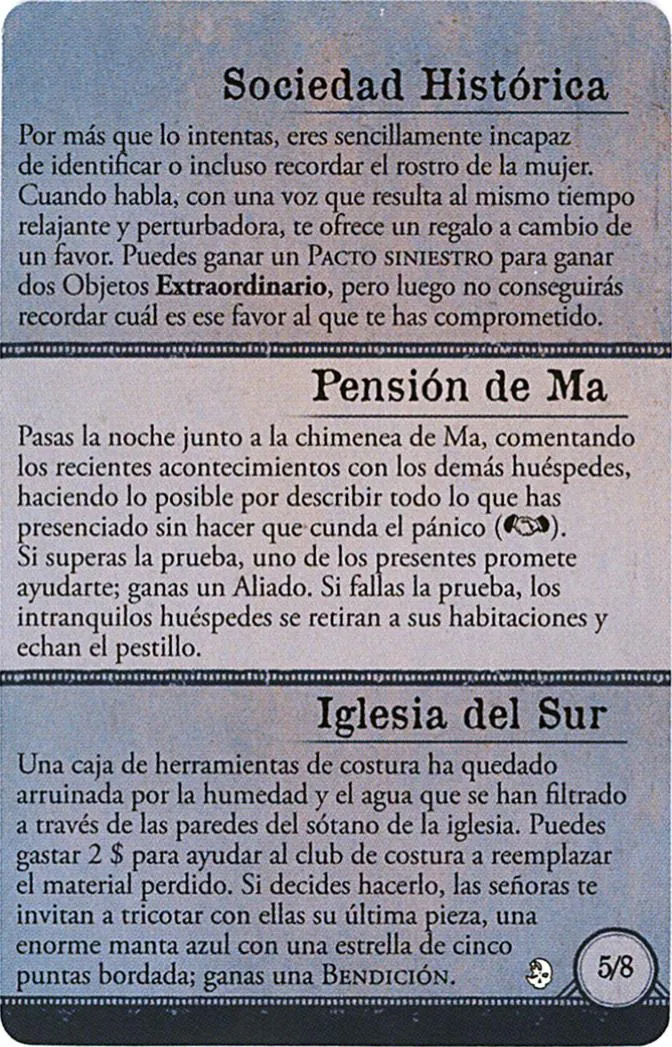 Sociedad Histórica
Por más que lo intentas, eres sencillamente incapaz
de identificar o incluso recordar el rostro de la mujer.
Cuando habla, con una voz que resulta al mismo tiempo
relajante y perturbadora, te ofrece un regalo a cambio de
un favor. Puedes ganar un PACTO SINIESTRO para ganar
dos Objetos Extraordinario, pero luego no conseguirás
recordar cuál es ese favor al que te has comprometido.
Pensión de Ma
Pasas la noche junto a la chimenea de Ma, comentando
los recientes acontecimientos con los demás huéspedes,
haciendo lo posible por describir todo lo que has
presenciado sin hacer que cunda el pánico ( ).
Si superas la prueba, uno de los presentes promete
ayudarte; ganas un Aliado. Si fallas la prueba, los
intranquilos huéspedes se retiran a sus habitaciones y
echan el pestillo.
Iglesia del Sur
Una caja de herramientas de costura ha quedado
arruinada por la humedad y el agua que se han filtrado
a través de las paredes del sótano de la iglesia. Puedes
gastar 2 $ para ayudar al club de costura a reemplazar
el material perdido. Si decides hacerlo, las señoras te
invitan a tricotar con ellas su última pieza, una
enorme manta azul con una estrella de cinco
puntas bordada; ganas una BENDICIÓN.
5/8